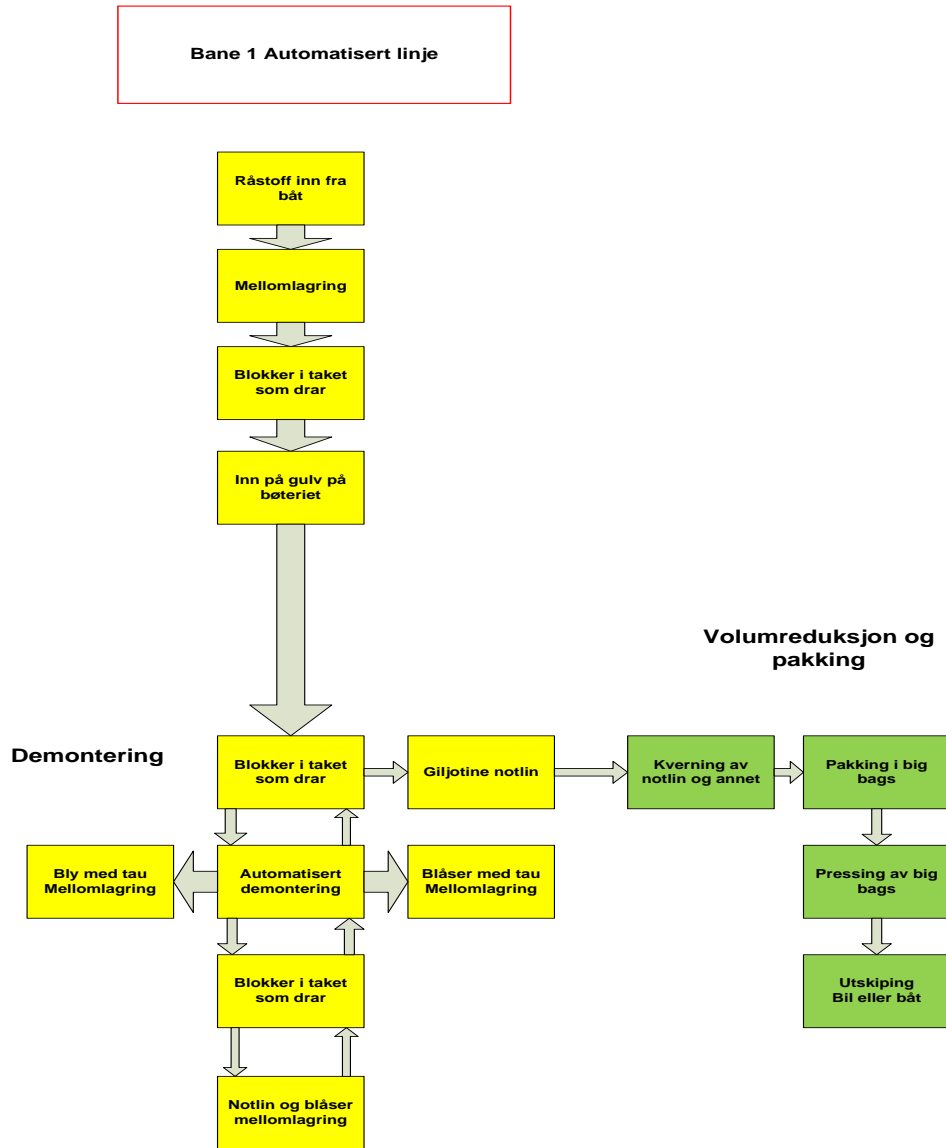 Bane 1 Automatisert linje
Råstoff inn fra
båt
Mellomlagring
Blokker i taket
som drar
Inn på gulv på
bøteriet
Volumreduksjon og
pakking
Demontering
Blokker i taket
som drar
Giljotine notlin
Kverning av
notlin og annet
Pakking i big
bags
Bly med tau
Mellomlagring
Automatisert
demontering
Blåser med tau
Mellomlagring
Pressing av big
bags
Blokker i taket
som drar
Utskiping
Bil eller båt
Notlin og blåser
mellomlagring